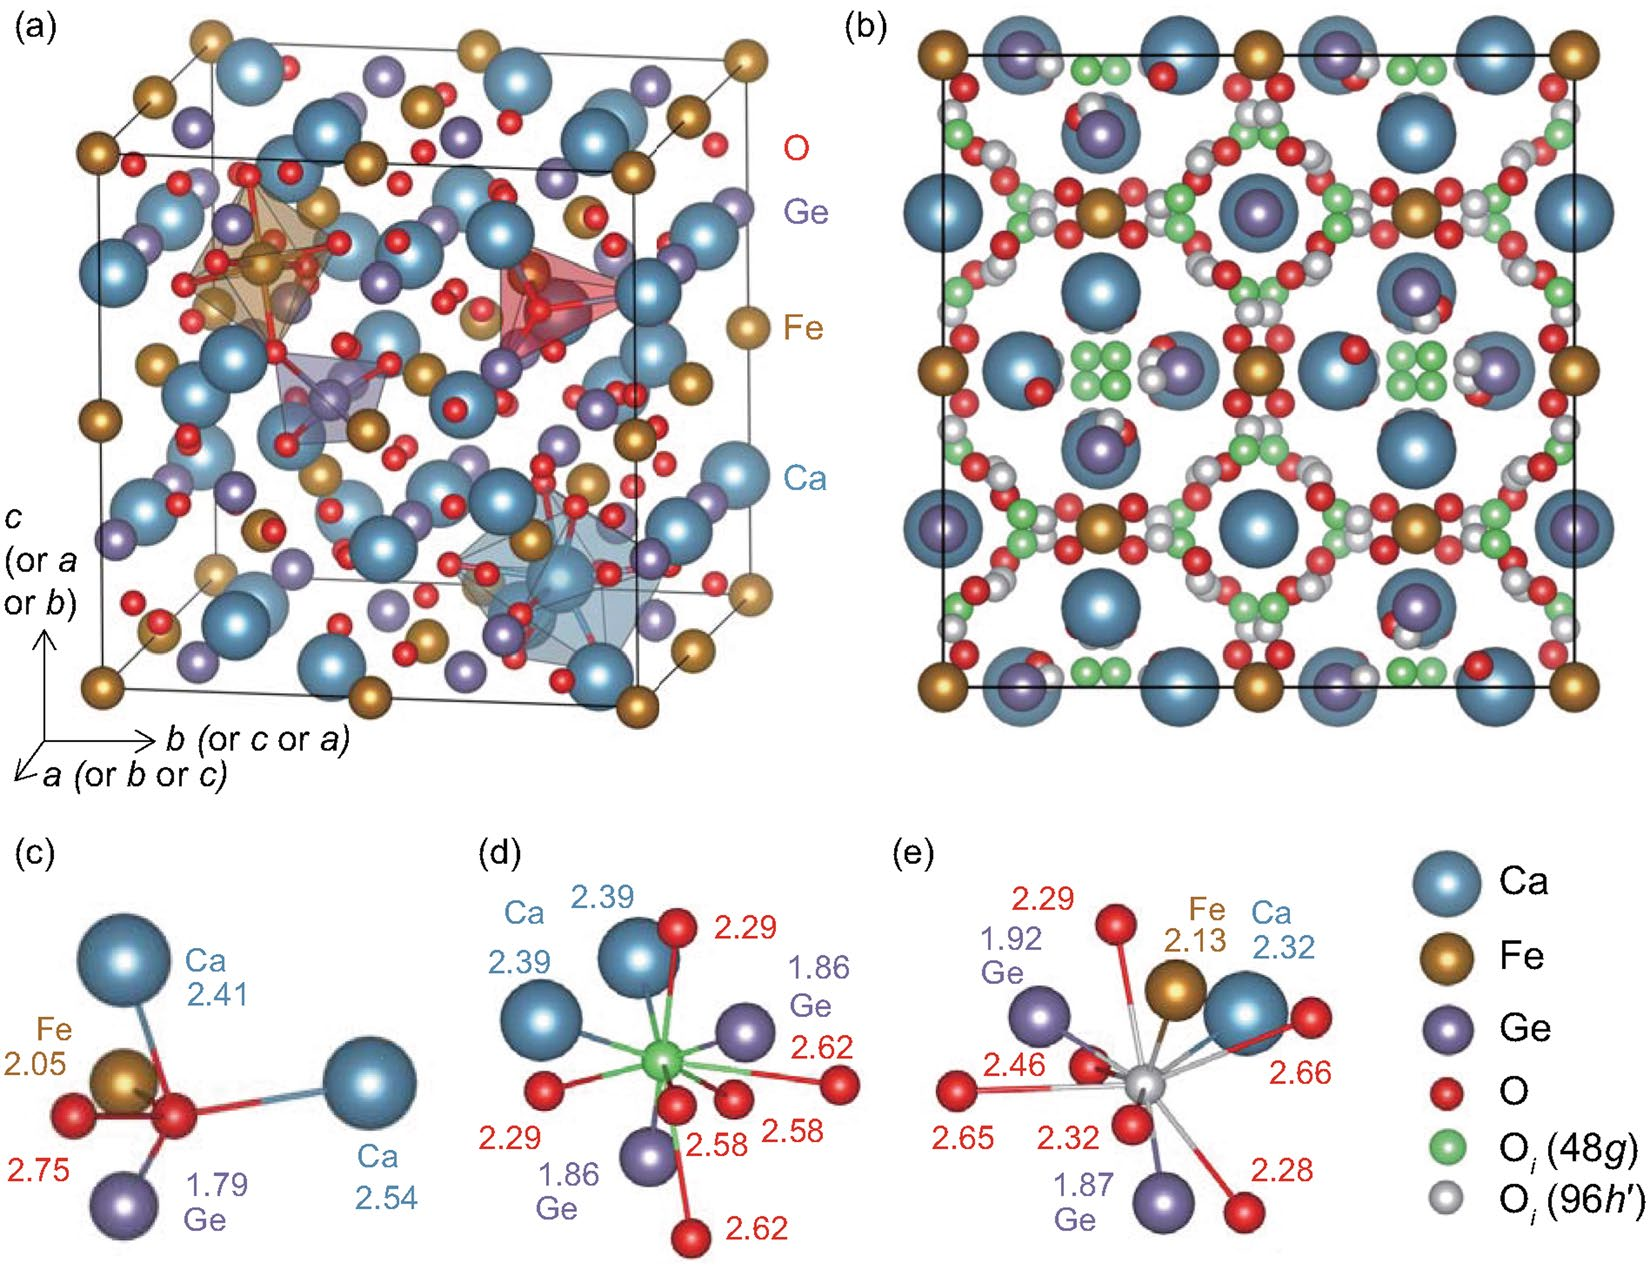 (a)
(b)
O
Ge
Fe
Ca
c
(or a
or b)
b (or c or a)
a (or b or c)
(c)
(d)
(e)
Ca
2.41
Fe
2.05
2.75
1.79
Ge
Ca
2.54
2.39
Ca
2.39
2.29
1.86
Ge
2.62
2.29
2.58
2.58
1.86
Ge
2.62
2.29
1.92
Ge
Fe
2.13
Ca
2.32
2.46
2.66
2.65
2.32
1.87
Ge
2.28
Ca
Fe
Ge
O
Oᵢ (48g)
Oᵢ (96h′)